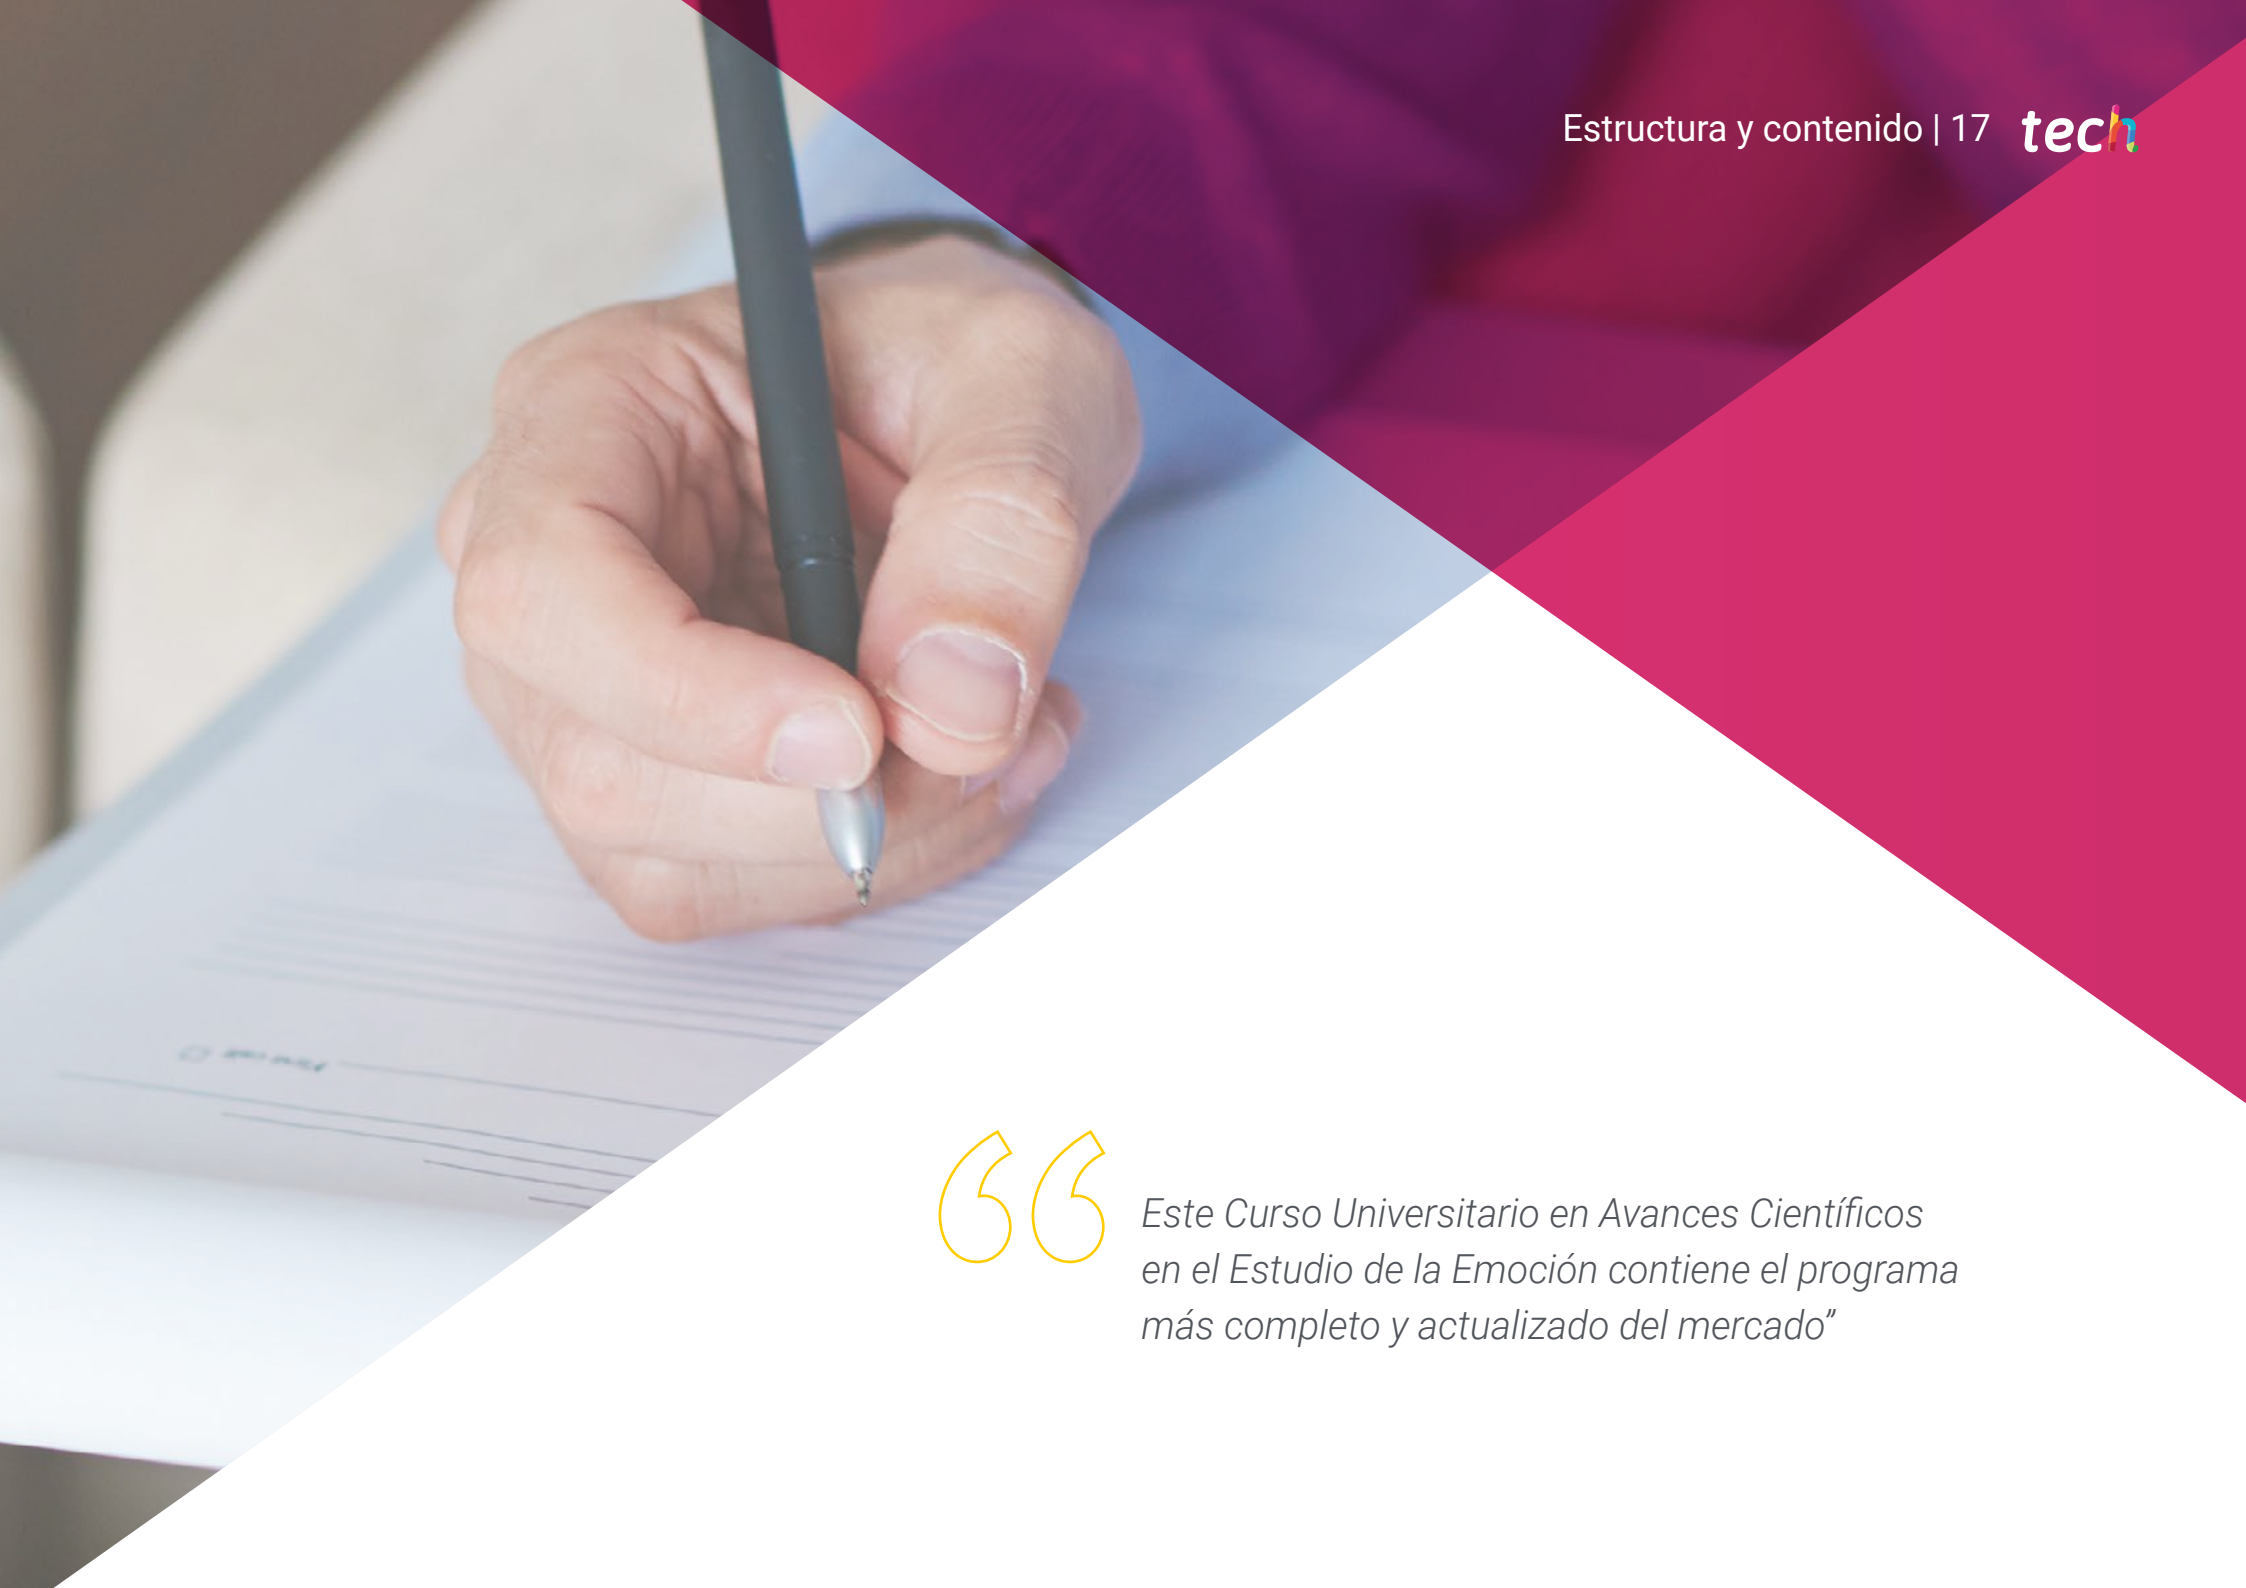 Estructura y contenido | 17 tech
Este Curso Universitario en Avances Científicos
en el Estudio de la Emoción contiene el programa
más completo y actualizado del mercado”